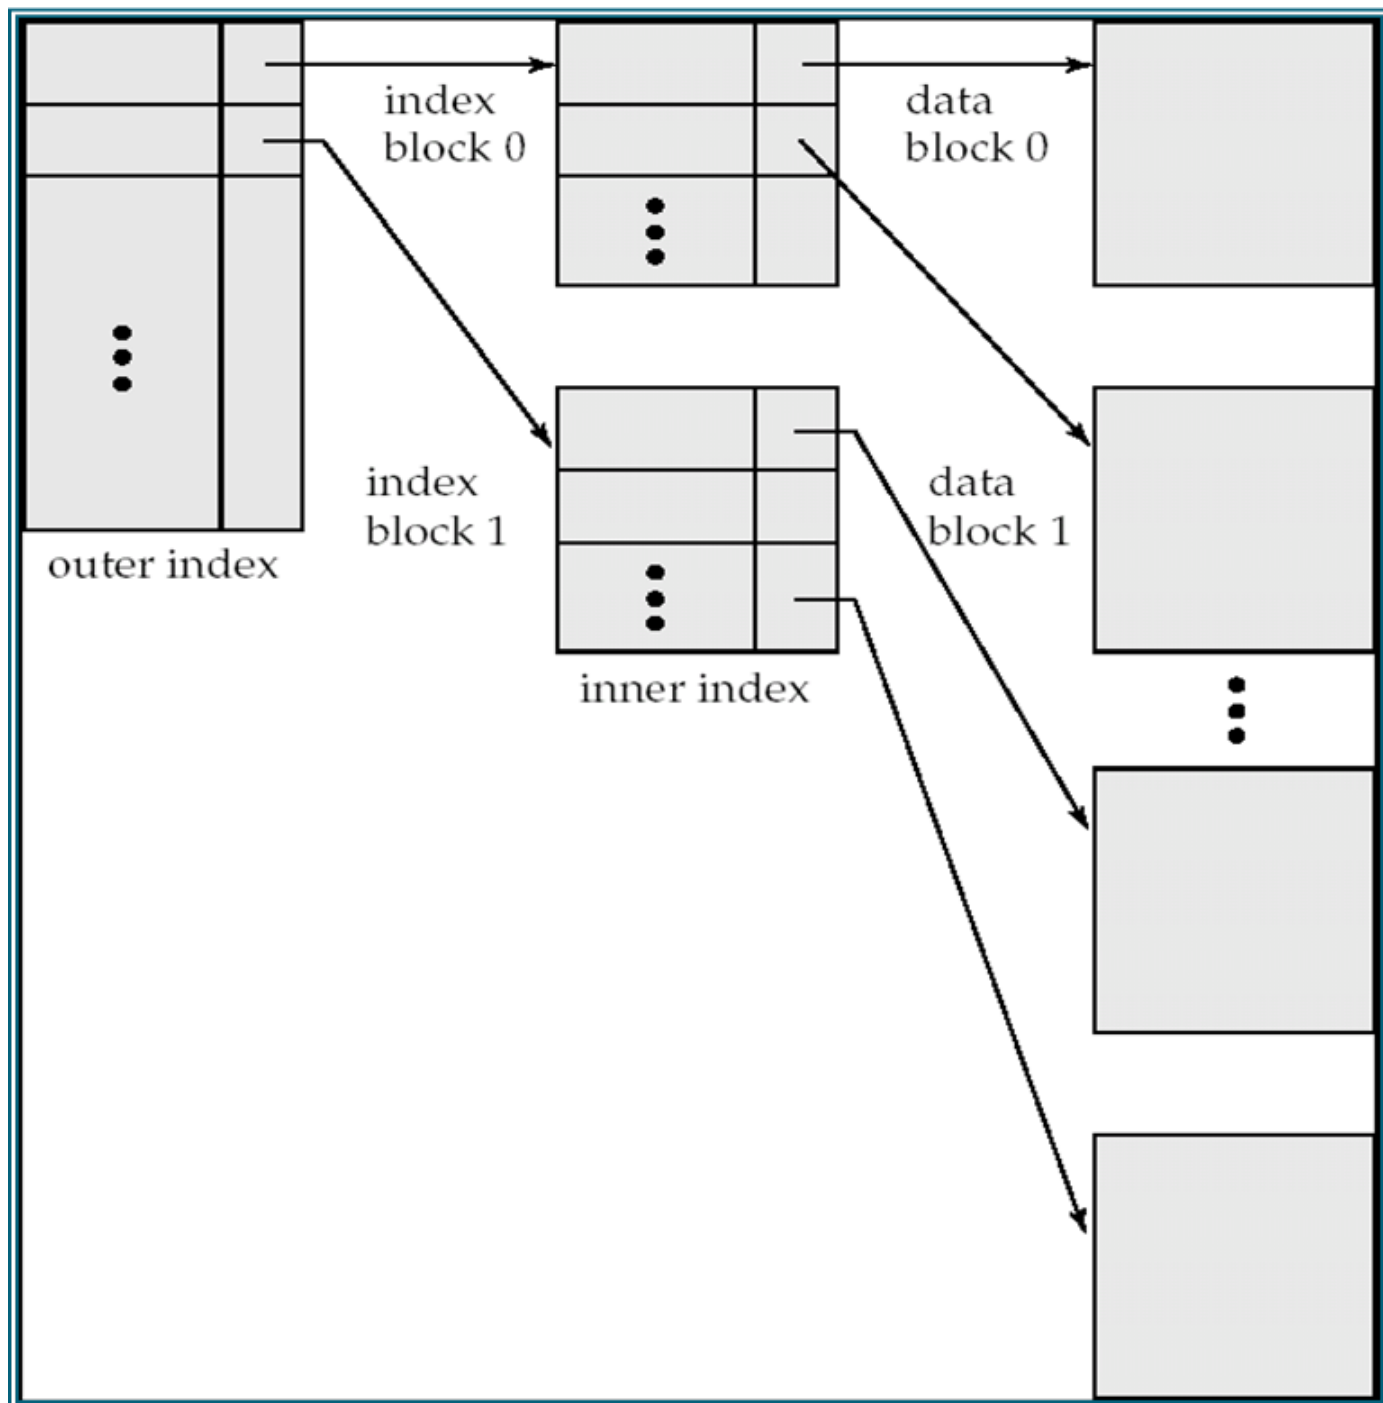 index
block 0
data
block 0
index
block 1
data
block 1
outer index
inner index